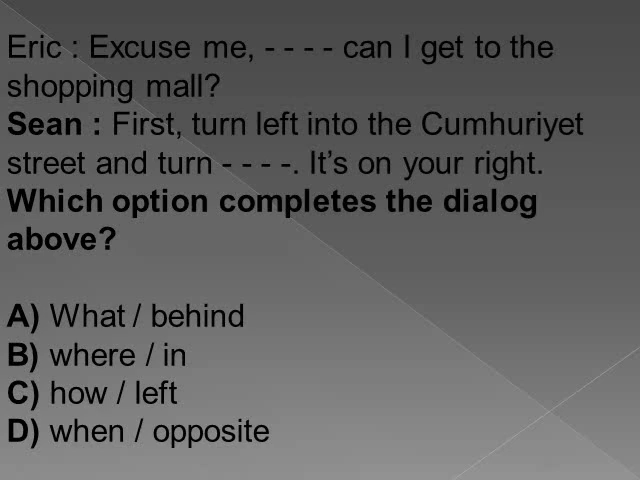 Eric : Excuse me, - - - - can I get to the
shopping mall?
Sean : First, turn left into the Cumhuriyet
street and turn - - - -. It’s on your right.
Which option completes the dialog
above?
A) What / behind
B) where / in
C) how / left
D) when / opposite